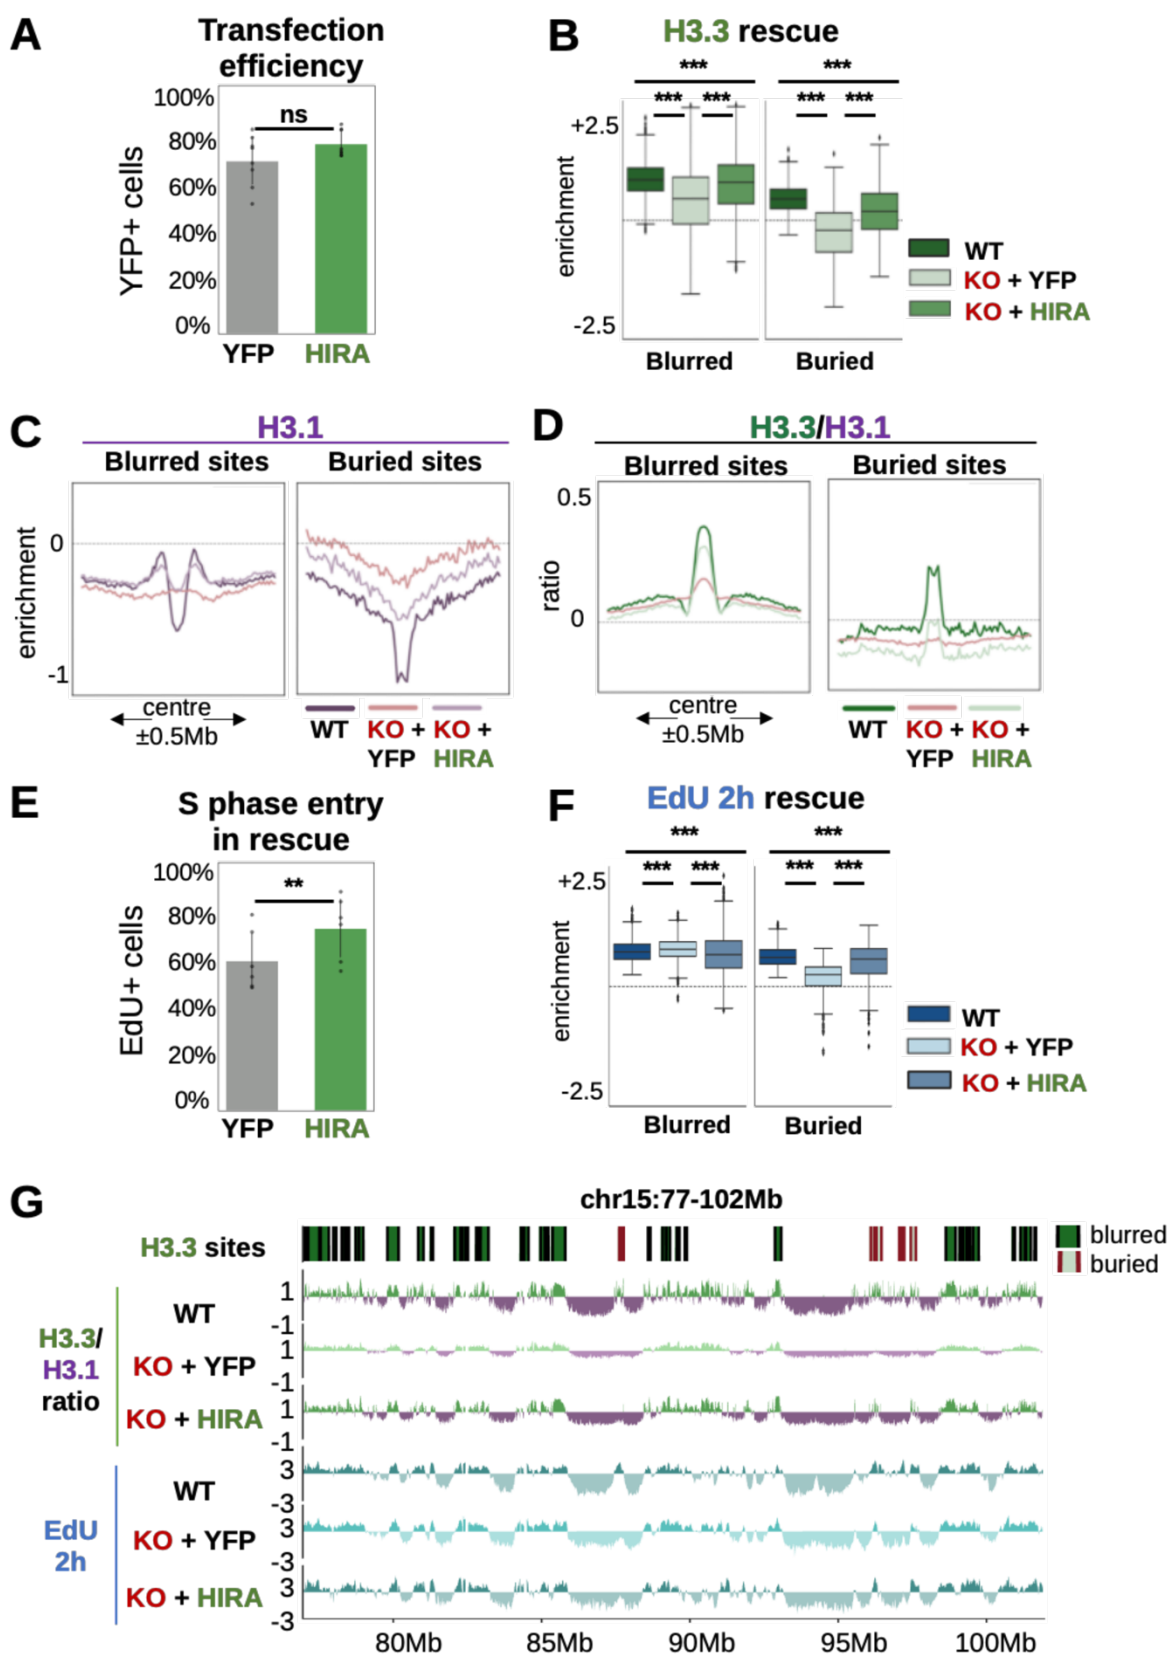 A
Transfection
efficiency
100%
80%
60%
40%
20%
0%
YFP+ cells
ns
YFP
HIRA
B
H3.3 rescue
***
***
*** ***
*** ***
+2.5
-2.5
enrichment
Blurred
Buried
WT
KO + YFP
KO + HIRA
C
H3.1
Blurred sites
Buried sites
enrichment
0
-1
centre
±0.5Mb
WT
KO +
YFP
KO +
HIRA
D
H3.3/H3.1
Blurred sites
Buried sites
0.5
0
ratio
centre
±0.5Mb
WT
KO +
YFP
KO +
HIRA
E
S phase entry
in rescue
100%
80%
60%
40%
20%
0%
EdU+ cells
**
YFP
HIRA
F
EdU 2h rescue
***
***
*** ***
*** ***
+2.5
-2.5
enrichment
Blurred
Buried
WT
KO + YFP
KO + HIRA
G
chr15:77-102Mb
H3.3 sites
blurred
buried
H3.3/
H3.1
ratio
WT
1
-1
KO + YFP
1
-1
KO + HIRA
1
-1
EdU
2h
WT
3
-3
KO + YFP
3
-3
KO + HIRA
3
-3
80Mb
85Mb
90Mb
95Mb
100Mb